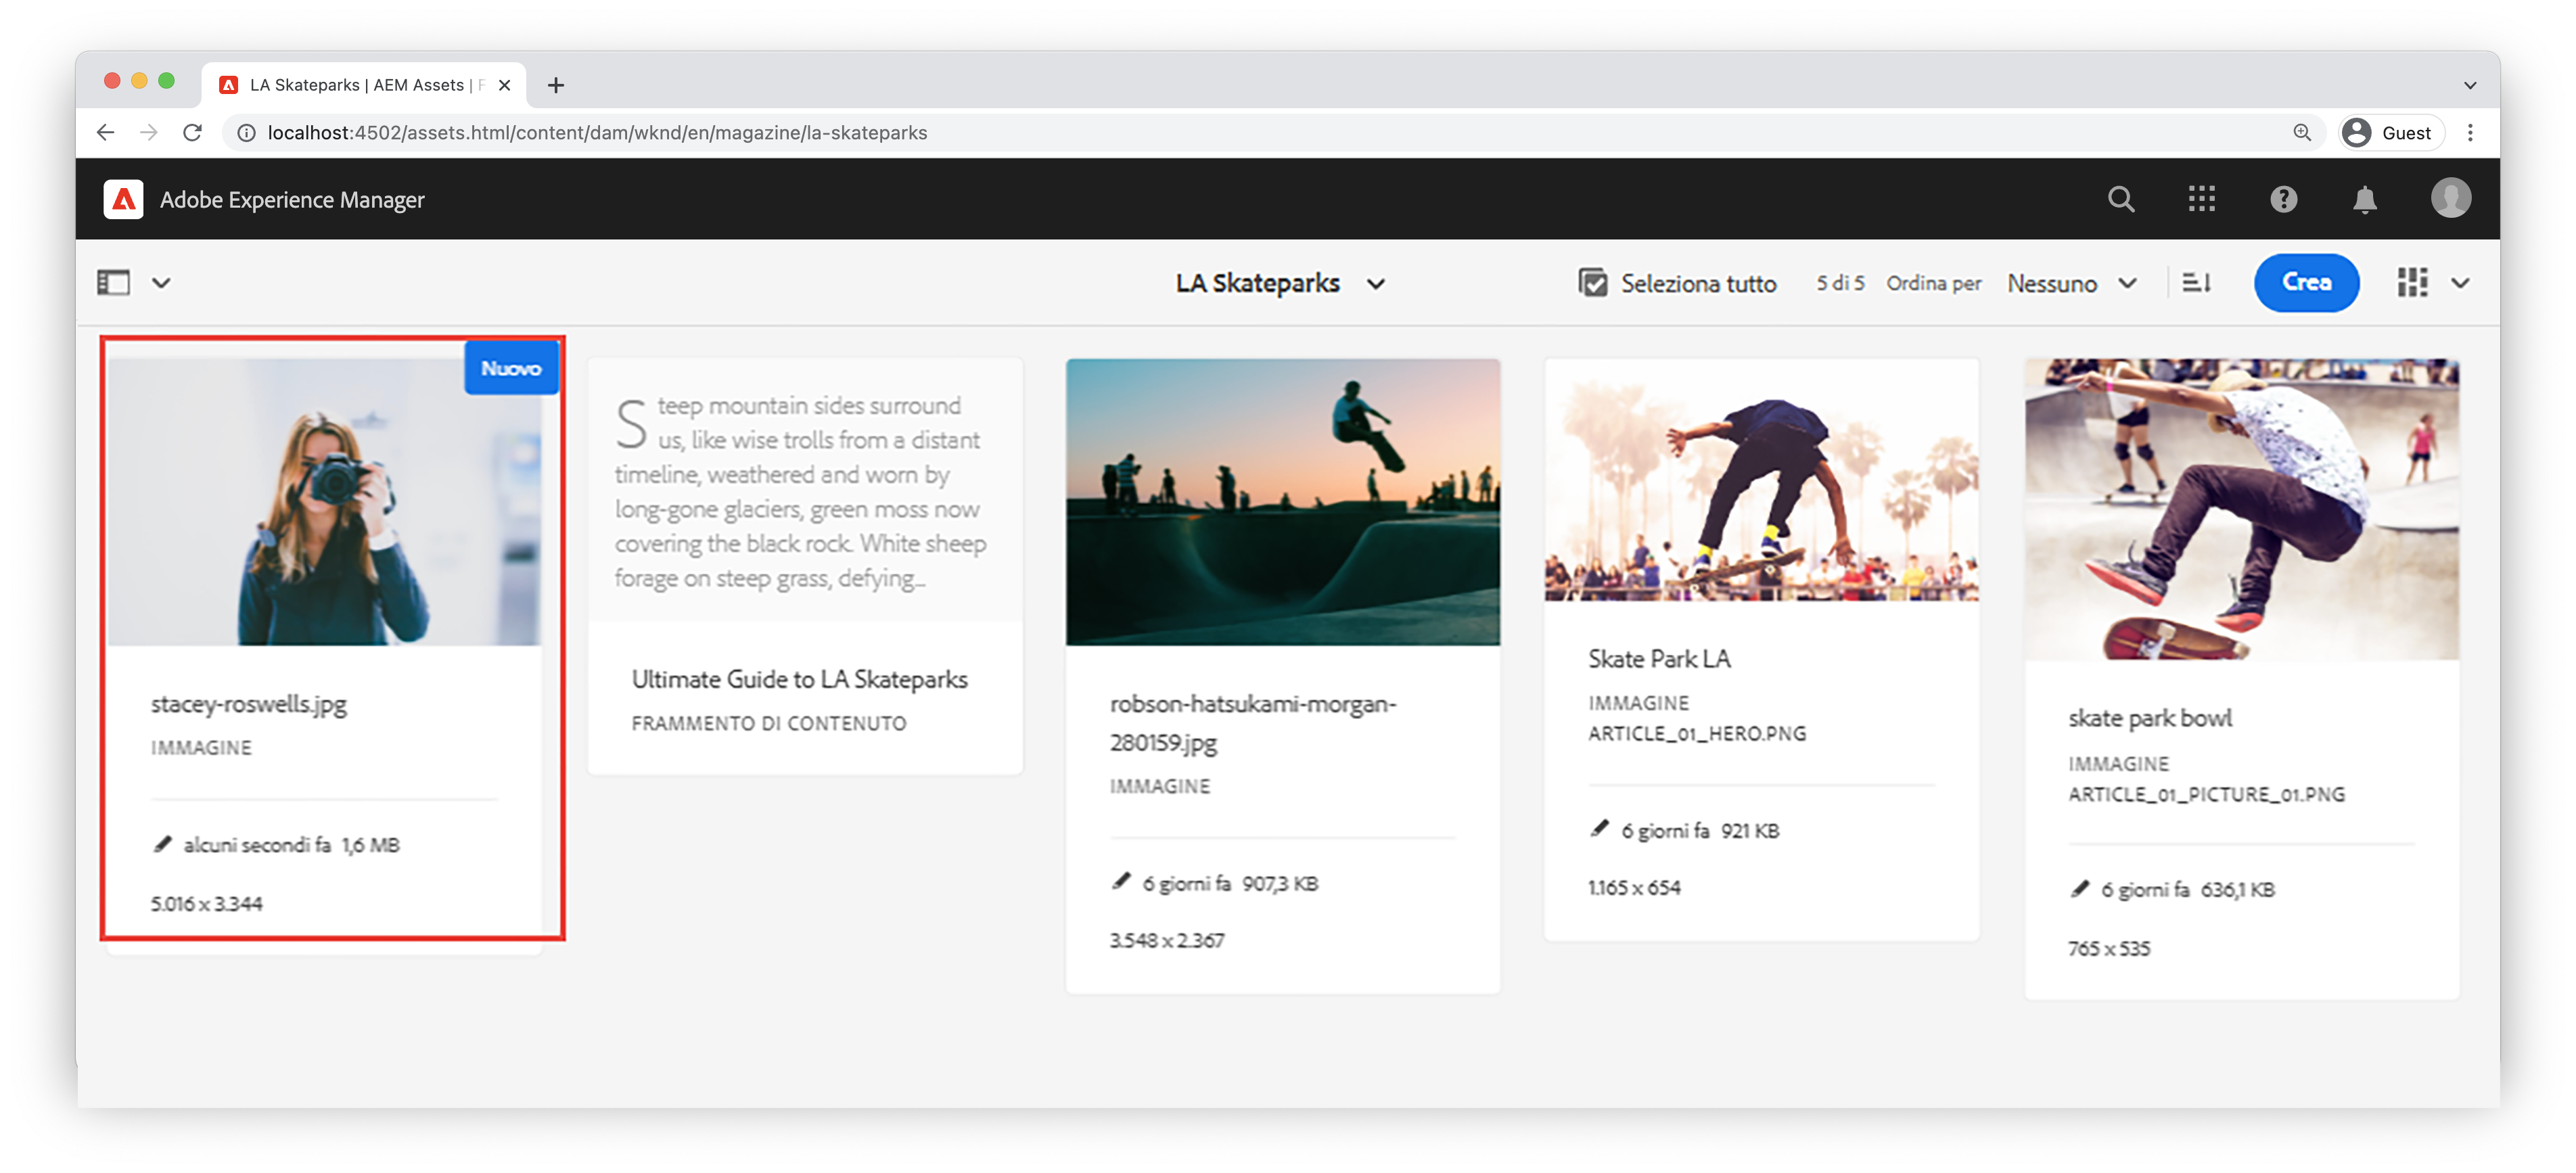 LA Skateparks | AEM Assets |
localhost:4502/assets.html/content/dam/wknd/en/magazine/la-skateparks
Guest
Adobe Experience Manager
LA Skateparks
Seleziona tutto
5 di 5
Ordina per
Nessuno
Crea
Nuovo
stacey-roswells.jpg
IMMAGINE
alcuni secondi fa 1,6 MB
5.016 x 3.344
Steep mountain sides surround
us, like wise trolls from a distant
timeline, weathered and worn by
long-gone glaciers, green moss now
covering the black rock. White sheep
forage on steep grass, defying...
Ultimate Guide to LA Skateparks
FRAMMENTO DI CONTENUTO
robson-hatsukami-morgan-
280159.jpg
IMMAGINE
6 giorni fa 907,3 KB
3.548 x 2.367
Skate Park LA
IMMAGINE
ARTICLE_01_HERO.PNG
6 giorni fa 921 KB
1.165 x 654
skate park bowl
IMMAGINE
ARTICLE_01_PICTURE_01.PNG
6 giorni fa 636,1 KB
765 x 535